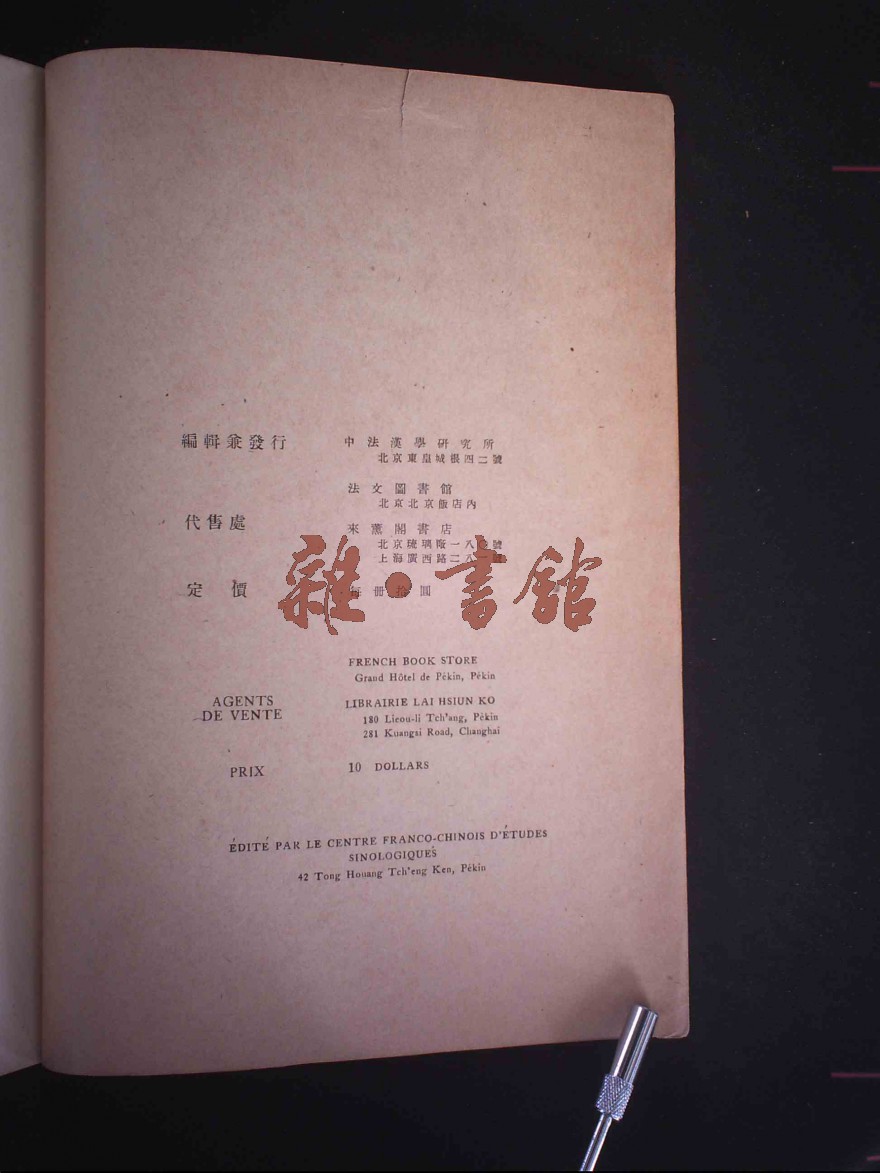 編輯兼發行 中法漢學研究所
北京東皇城根四二號
法文圖書館
北京北京飯店內
代售處 來薰閣書店
北京琉璃廠一八 號
上海廣西路二八 號
定價 每冊拾圓
雜·書館
FRENCH BOOK STORE
Grand Hôtel de Pékin, Pékin
AGENTS DE VENTE
LIBRAIRIE LAI HSIUN KO
180 Lieou-li Tch'ang, Pékin
281 Kuangsi Road, Changhai
PRIX 10 DOLLARS
ÉDITÉ PAR LE CENTRE FRANCO-CHINOIS D'ÉTUDES
SINOLOGIQUES
42 Tong Houang Tch'eng Ken, Pékin